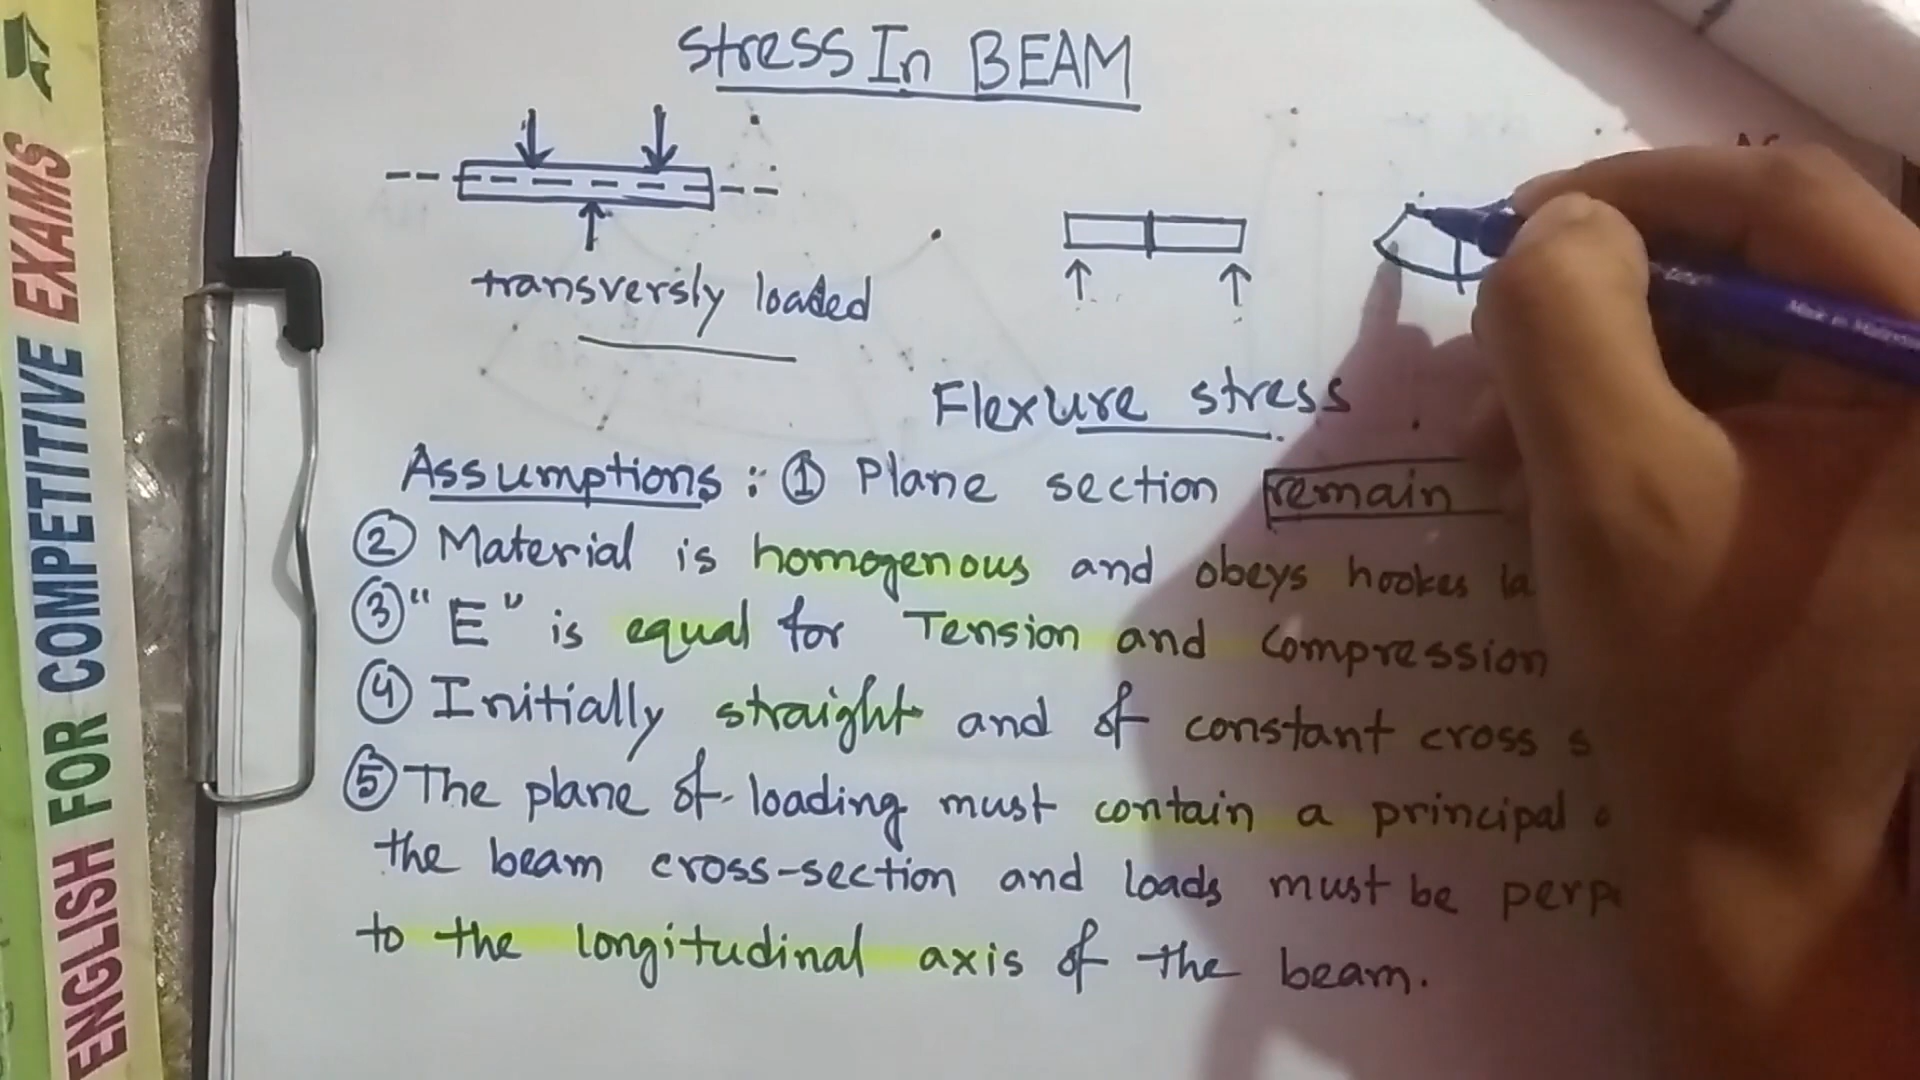 Stress In BEAM
transversly loaded
Flexure stress
Assumptions : ① Plane section remain
② Material is homogenous and obeys hookes
③ "E" is equal for Tension and compression
④ Initially straight and of constant cross
⑤ The plane of loading must contain a principal
the beam cross-section and loads must be
to the longitudinal axis of the beam.
ENGLISH FOR COMPETITIVE EXAMS